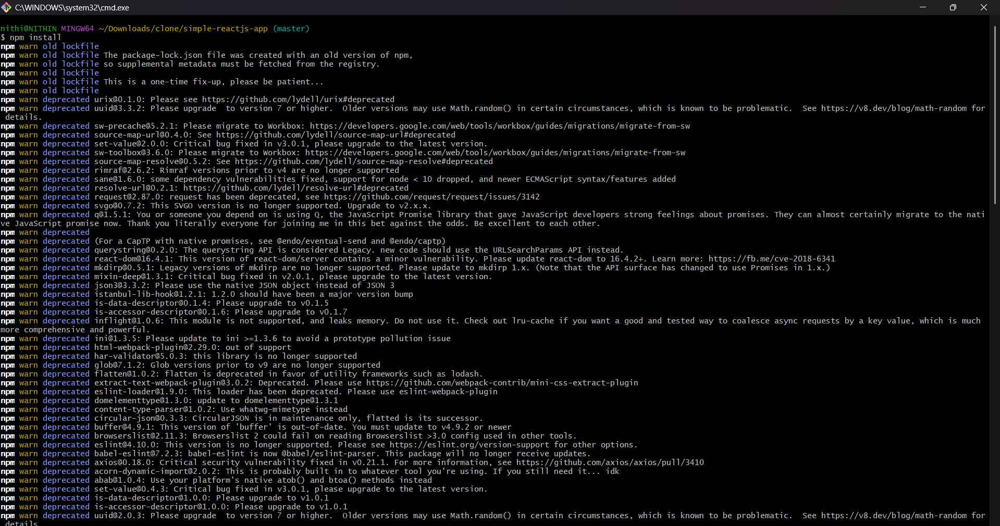 C:\WINDOWS\system32\cmd.exe
nithi@NITHIN MINGW64 ~/Downloads/clone/simple-reactjs-app (master)
$ npm install
npm warn old lockfile
npm warn old lockfile The package-lock.json file was created with an old version of npm,
npm warn old lockfile so supplemental metadata must be fetched from the registry.
npm warn old lockfile
npm warn old lockfile This is a one-time fix-up, please be patient...
npm warn old lockfile
npm warn deprecated urix@0.1.0: Please see https://github.com/lydell/urix#deprecated
npm warn deprecated uuid@3.3.2: Please upgrade  to version 7 or higher.  Older versions may use Math.random() in certain circumstances, which is known to be problematic.  See https://v8.dev/blog/math-random for
 details.
npm warn deprecated sw-precache@5.2.1: Please migrate to Workbox: https://developers.google.com/web/tools/workbox/guides/migrations/migrate-from-sw
npm warn deprecated source-map-url@0.4.0: See https://github.com/lydell/source-map-url#deprecated
npm warn deprecated set-value@2.0.0: Critical bug fixed in v3.0.1, please upgrade to the latest version.
npm warn deprecated sw-toolbox@3.6.0: Please migrate to Workbox: https://developers.google.com/web/tools/workbox/guides/migrations/migrate-from-sw
npm warn deprecated source-map-resolve@0.5.2: See https://github.com/lydell/source-map-resolve#deprecated
npm warn deprecated rimraf@2.6.2: Rimraf versions prior to v4 are no longer supported
npm warn deprecated sane@1.6.0: some dependency vulnerabilities fixed, support for node < 10 dropped, and newer ECMAScript syntax/features added
npm warn deprecated resolve-url@0.2.1: https://github.com/lydell/resolve-url#deprecated
npm warn deprecated request@2.87.0: request has been deprecated, see https://github.com/request/request/issues/3142
npm warn deprecated svgo@0.7.2: This SVGO version is no longer supported. Upgrade to v2.x.x.
npm warn deprecated q@1.5.1: You or someone you depend on is using Q, the JavaScript Promise library that gave JavaScript developers strong feelings about promises. They can almost certainly migrate to the nati
ve JavaScript promise now. Thank you literally everyone for joining me in this bet against the odds. Be excellent to each other.
npm warn deprecated
npm warn deprecated (For a CapTP with native promises, see @endo/eventual-send and @endo/captp)
npm warn deprecated querystring@0.2.0: The querystring API is considered Legacy. new code should use the URLSearchParams API instead.
npm warn deprecated react-dom@16.4.1: This version of react-dom/server contains a minor vulnerability. Please update react-dom to 16.4.2+. Learn more: https://fb.me/cve-2018-6341
npm warn deprecated mkdirp@0.5.1: Legacy versions of mkdirp are no longer supported. Please update to mkdirp 1.x. (Note that the API surface has changed to use Promises in 1.x.)
npm warn deprecated mixin-deep@1.3.1: Critical bug fixed in v2.0.1, please upgrade to the latest version.
npm warn deprecated json3@3.3.2: Please use the native JSON object instead of JSON 3
npm warn deprecated istanbul-lib-hook@1.2.1: 1.2.0 should have been a major version bump
npm warn deprecated is-data-descriptor@0.1.4: Please upgrade to v0.1.5
npm warn deprecated is-accessor-descriptor@0.1.6: Please upgrade to v0.1.7
npm warn deprecated inflight@1.0.6: This module is not supported, and leaks memory. Do not use it. Check out lru-cache if you want a good and tested way to coalesce async requests by a key value, which is much
more comprehensive and powerful.
npm warn deprecated ini@1.3.5: Please update to ini >=1.3.6 to avoid a prototype pollution issue
npm warn deprecated html-webpack-plugin@2.29.0: out of support
npm warn deprecated har-validator@5.0.3: this library is no longer supported
npm warn deprecated glob@7.1.2: Glob versions prior to v9 are no longer supported
npm warn deprecated flatten@1.0.2: flatten is deprecated in favor of utility frameworks such as lodash.
npm warn deprecated extract-text-webpack-plugin@3.0.2: Deprecated. Please use https://github.com/webpack-contrib/mini-css-extract-plugin
npm warn deprecated eslint-loader@1.9.0: This loader has been deprecated. Please use eslint-webpack-plugin
npm warn deprecated domelementtype@1.3.0: update to domelementtype@1.3.1
npm warn deprecated content-type-parser@1.0.2: Use whatwg-mimetype instead
npm warn deprecated circular-json@0.3.3: CircularJSON is in maintenance only, flatted is its successor.
npm warn deprecated buffer@4.9.1: This version of 'buffer' is out-of-date. You must update to v4.9.2 or newer
npm warn deprecated browserslist@2.11.3: Browserslist 2 could fail on reading Browserslist >3.0 config used in other tools.
npm warn deprecated eslint@4.10.0: This version is no longer supported. Please see https://eslint.org/version-support for other options.
npm warn deprecated babel-eslint@7.2.3: babel-eslint is now @babel/eslint-parser. This package will no longer receive updates.
npm warn deprecated axios@0.18.0: Critical security vulnerability fixed in v0.21.1. For more information, see https://github.com/axios/axios/pull/3410
npm warn deprecated acorn-dynamic-import@2.0.2: This is probably built in to whatever tool you're using. If you still need it... idk
npm warn deprecated abab@1.0.4: Use your platform's native atob() and btoa() methods instead
npm warn deprecated set-value@0.4.3: Critical bug fixed in v3.0.1, please upgrade to the latest version.
npm warn deprecated is-data-descriptor@1.0.0: Please upgrade to v1.0.1
npm warn deprecated is-accessor-descriptor@1.0.0: Please upgrade to v1.0.1
npm warn deprecated uuid@2.0.3: Please upgrade  to version 7 or higher.  Older versions may use Math.random() in certain circumstances, which is known to be problematic.  See https://v8.dev/blog/math-random for
 details